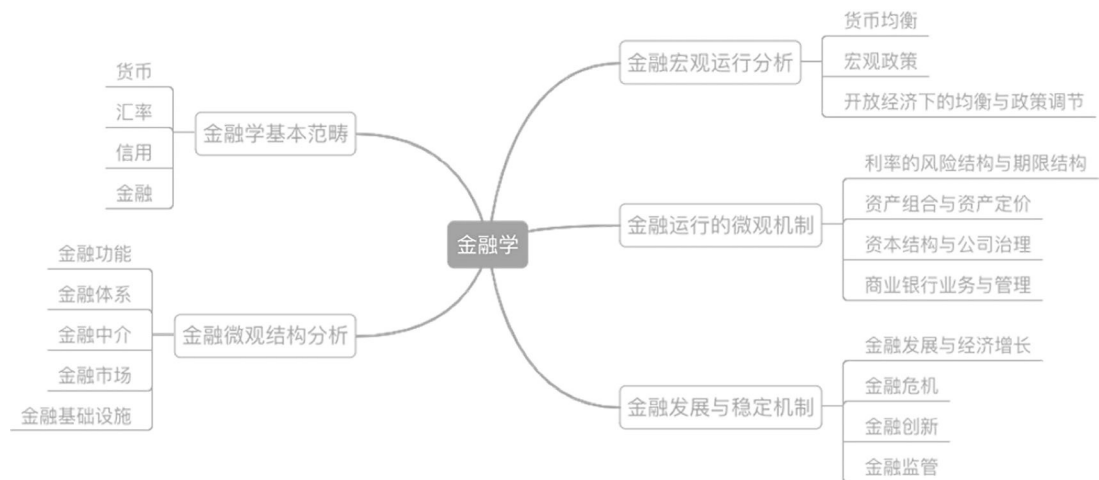 金融学
金融学基本范畴
货币
汇率
信用
金融
金融微观结构分析
金融功能
金融体系
金融中介
金融市场
金融基础设施
金融宏观运行分析
货币均衡
宏观政策
开放经济下的均衡与政策调节
金融运行的微观机制
利率的风险结构与期限结构
资产组合与资产定价
资本结构与公司治理
商业银行业务与管理
金融发展与稳定机制
金融发展与经济增长
金融危机
金融创新
金融监管